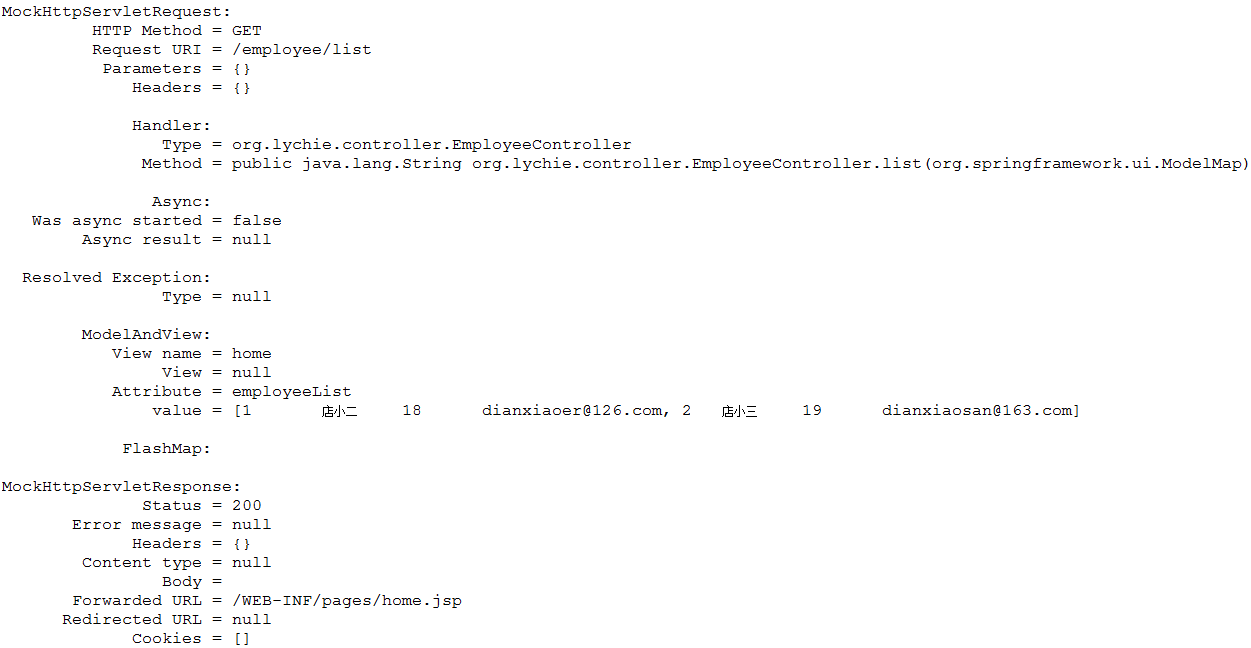 MockHttpServletRequest:
HTTP Method = GET
Request URI = /employee/list
Parameters = {}
Headers = {}
Handler:
Type = org.lychie.controller.EmployeeController
Method = public java.lang.String org.lychie.controller.EmployeeController.list(org.springframework.ui.ModelMap)
Async:
Was async started = false
Async result = null
Resolved Exception:
Type = null
ModelAndView:
View name = home
View = null
Attribute = employeeList
value = [1 店小二 18 dianxiaoer@126.com, 2 店小三 19 dianxiaosan@163.com]
FlashMap:
MockHttpServletResponse:
Status = 200
Error message = null
Headers = {}
Content type = null
Body =
Forwarded URL = /WEB-INF/pages/home.jsp
Redirected URL = null
Cookies = []